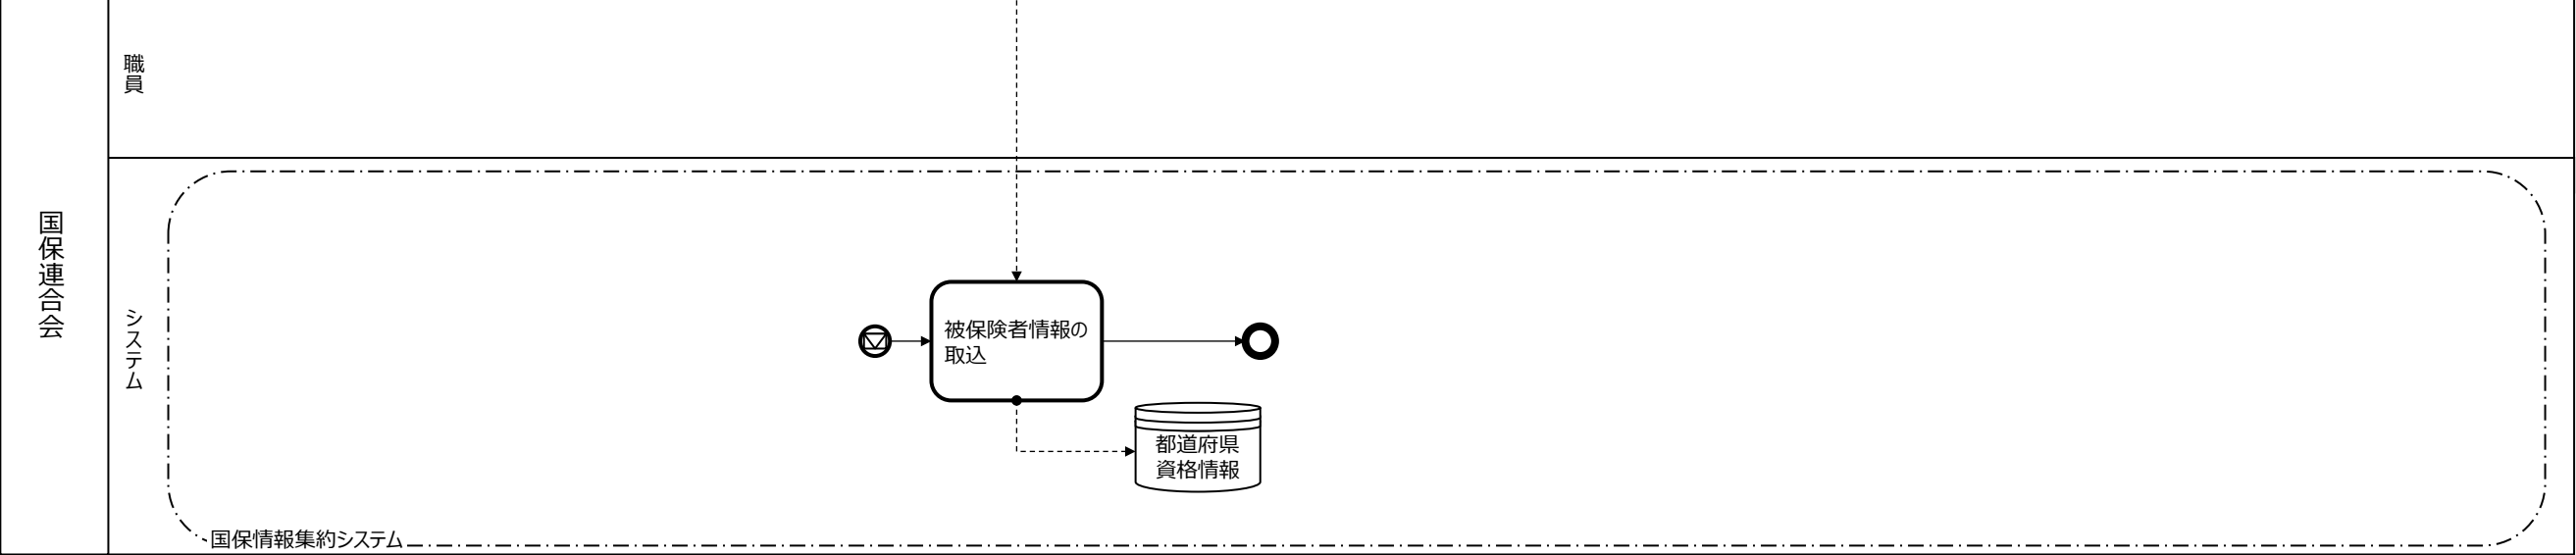 国保連合会
職員
システム
被保険者情報の
取込
都道府県
資格情報
国保情報集約システム